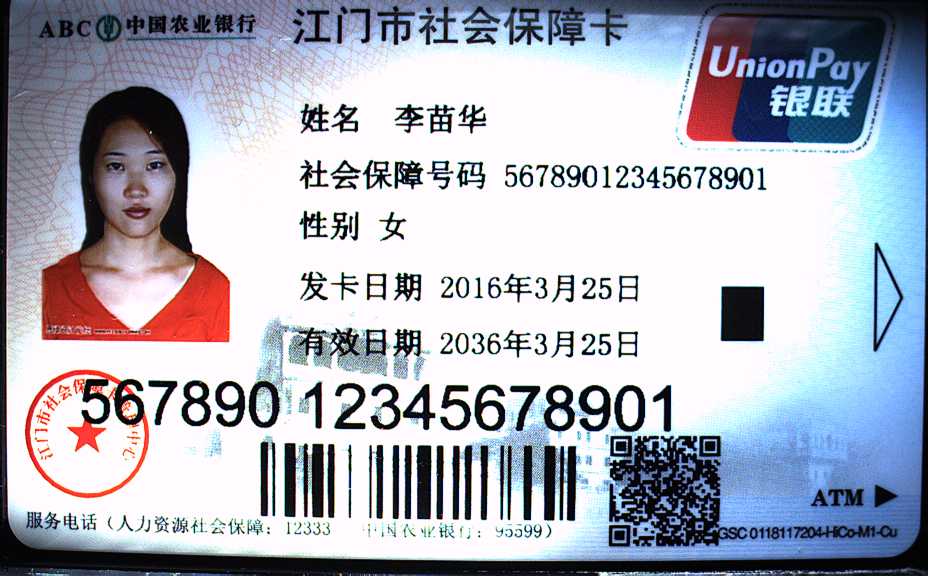 ABC 中国农业银行 江门市社会保障卡
UnionPay
银联
姓名 李苗华
社会保障号码 56789012345678901
性别 女
发卡日期 2016年3月25日
有效日期 2036年3月25日
567890 12345678901
江门市社会保
ATM
服务电话（人力资源社会保障：12333 中国农业银行：95599）
GSC 0118117204-HiCo-M1-Cu